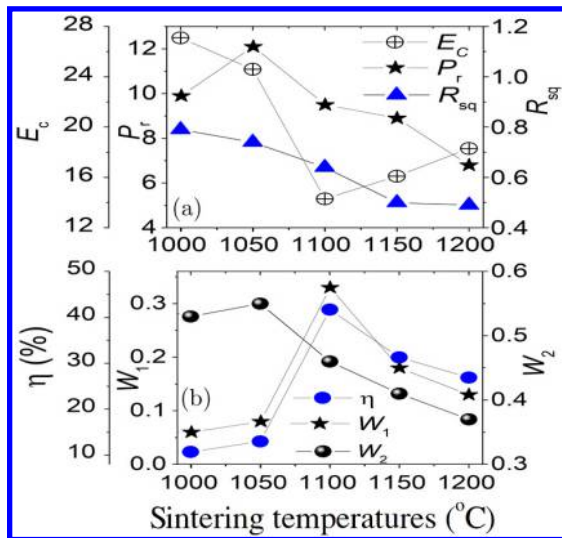 28
24
20
16
12
E_c
12
10
8
6
4
P_r
E_C
P_r
R_sq
1.2
1.0
0.8
0.6
0.4
R_sq
(a)
1000 1050 1100 1150 1200
50
40
30
20
10
η (%)
0.3
0.2
0.1
0.0
W_1
(b)
η
W_1
W_2
0.6
0.5
0.4
0.3
W_2
1000 1050 1100 1150 1200
Sintering temperatures (°C)